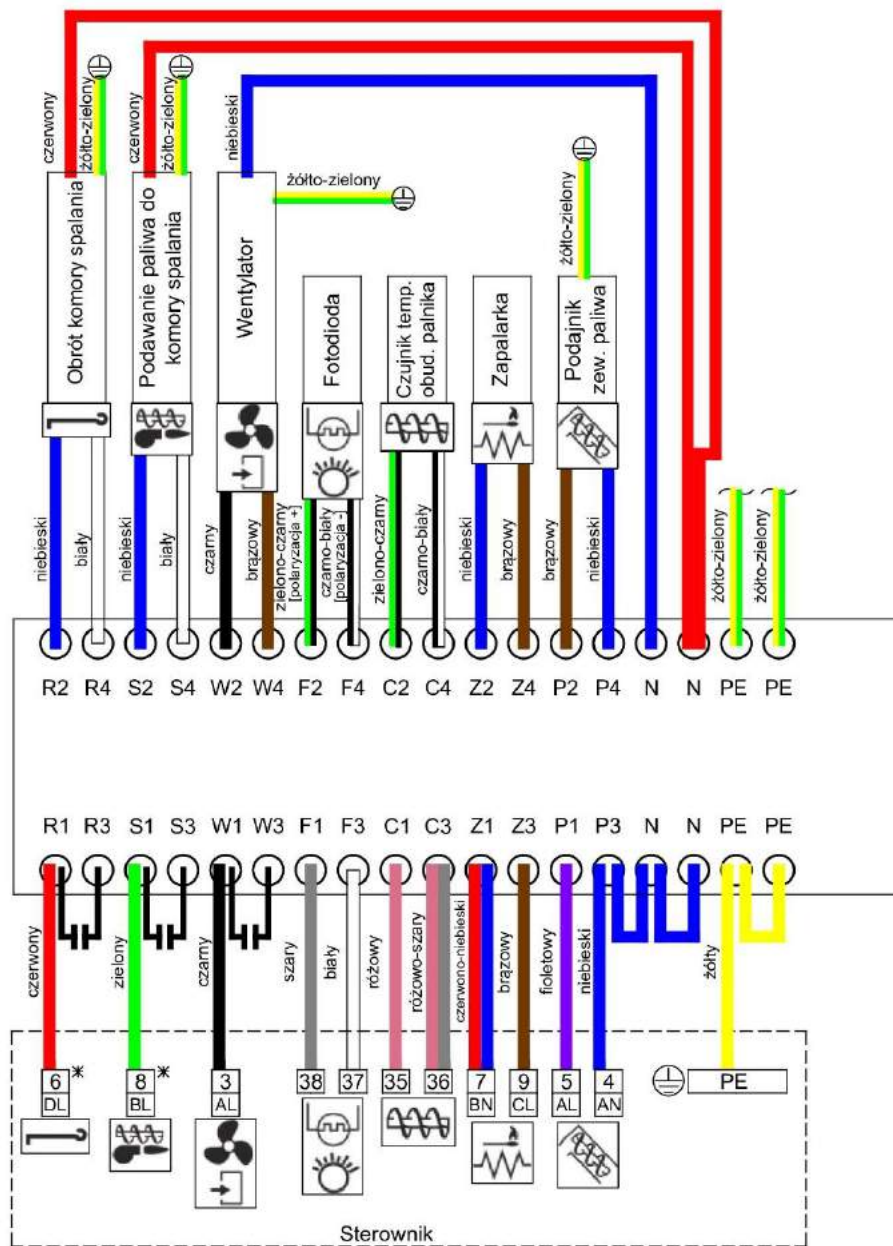 czerwony
żółto-zielony
czerwony
żółto-zielony
niebieski
żółto-zielony
żółto-zielony
Obrót komory spalania
Podawanie paliwa do
komory spalania
Wentylator
Fotodioda
Czujnik temp.
obud. palnika
Zapalarka
Podajnik
zew. paliwa
niebieski
biały
niebieski
biały
czarny
brązowy
zielono-czarny
[polaryzacja +]
czarno-biały
[polaryzacja -]
zielono-czarny
czarno-biały
niebieski
brązowy
brązowy
niebieski
żółto-zielony
żółto-zielony
R2 R4 S2 S4 W2 W4 F2 F4 C2 C4 Z2 Z4 P2 P4 N N PE PE
R1 R3 S1 S3 W1 W3 F1 F3 C1 C3 Z1 Z3 P1 P3 N N PE PE
czerwony
zielony
czarny
szary
biały
różowy
różowo-szary
czerwono-niebieski
brązowy
fioletowy
niebieski
żółty
6 * 8 * 3 38 37 35 36 7 9 5 4 PE
DL BL AL BN CL AL AN
Sterownik